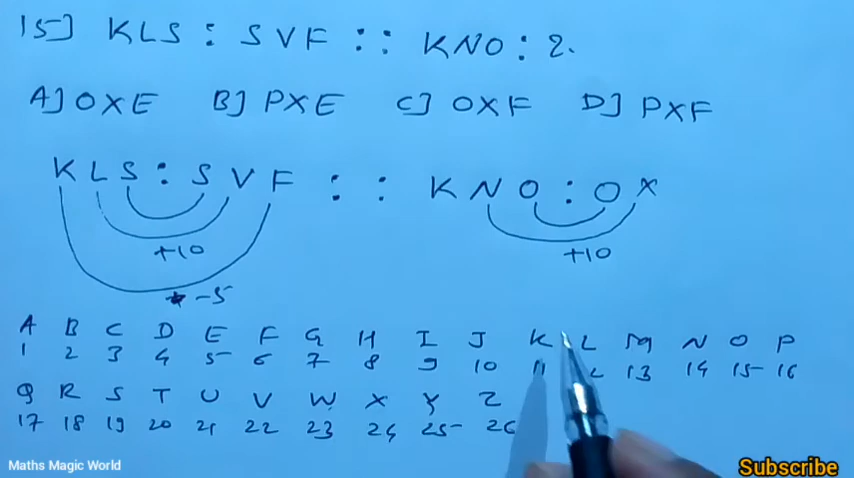 15] KLS : SVF :: KNO : ?.
A] OXE B] PXE C] OXF D] PXF
KLS : SVF :: KNO : OX
+10 +10
-5
A B C D E F G H I J K L M N O P
1 2 3 4 5 6 7 8 9 10 11 2 13 14 15 16
Q R S T U V W X Y Z
17 18 19 20 21 22 23 24 25 26
Maths Magic World
Subscribe